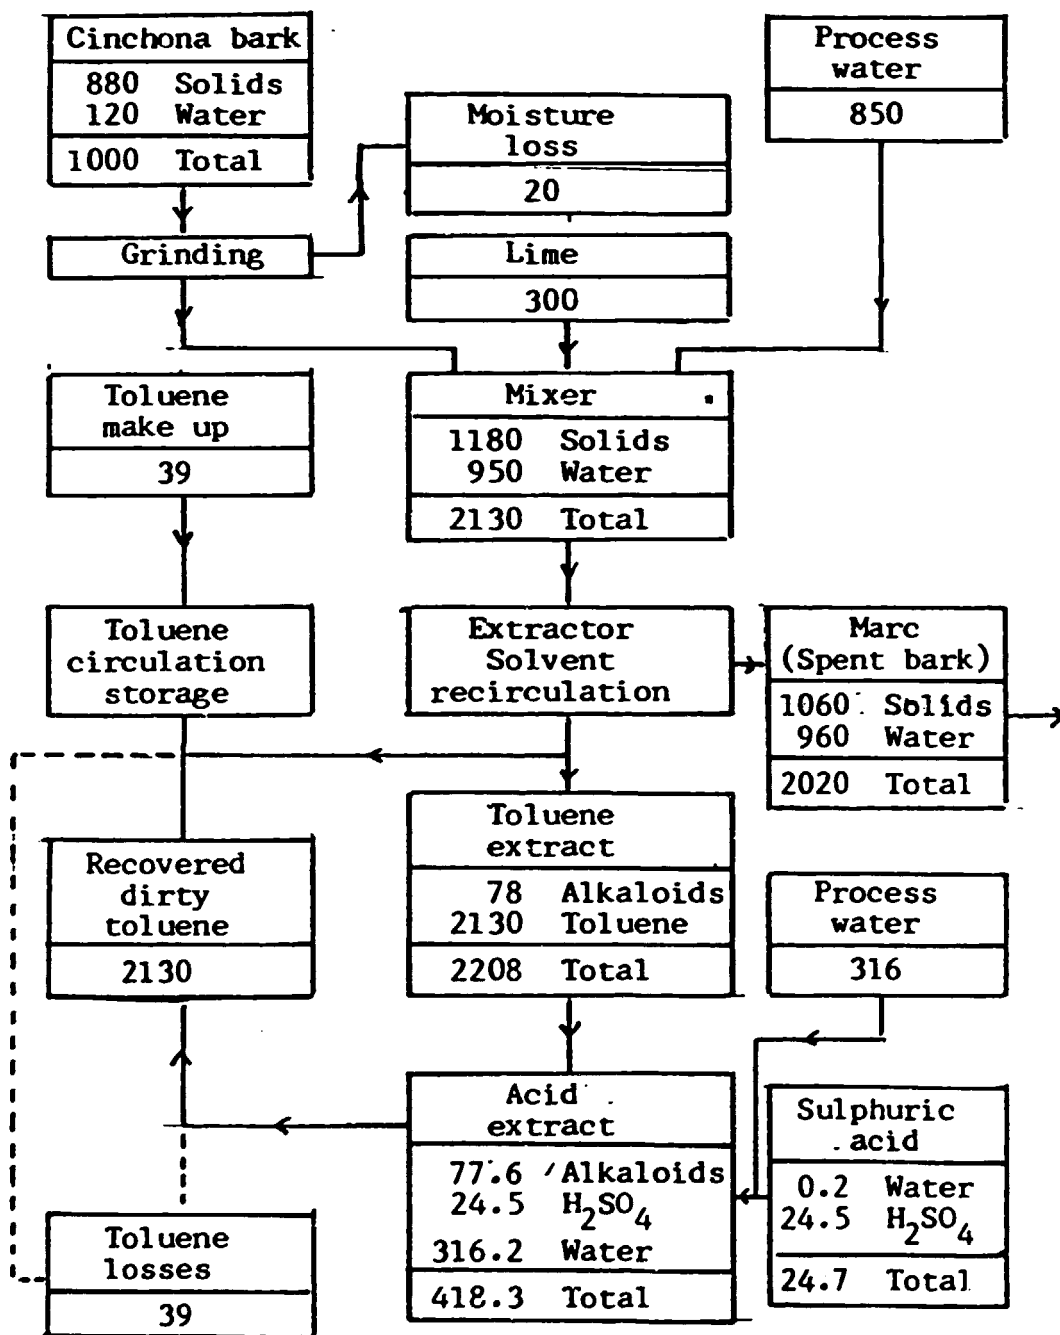 Cinchona bark
880 Solids
120 Water
1000 Total
Process
water
850
Moisture
loss
20
Grinding
Lime
300
Toluene
make up
39
Mixer
1180 Solids
950 Water
2130 Total
Toluene
circulation
storage
Extractor
Solvent
recirculation
Marc
(Spent bark)
1060 Solids
960 Water
2020 Total
Toluene
extract
78 Alkaloids
2130 Toluene
2208 Total
Recovered
dirty
toluene
2130
Process
water
316
Acid
extract
77.6 Alkaloids
24.5 H₂SO₄
316.2 Water
418.3 Total
Sulphuric
acid
0.2 Water
24.5 H₂SO₄
24.7 Total
Toluene
losses
39